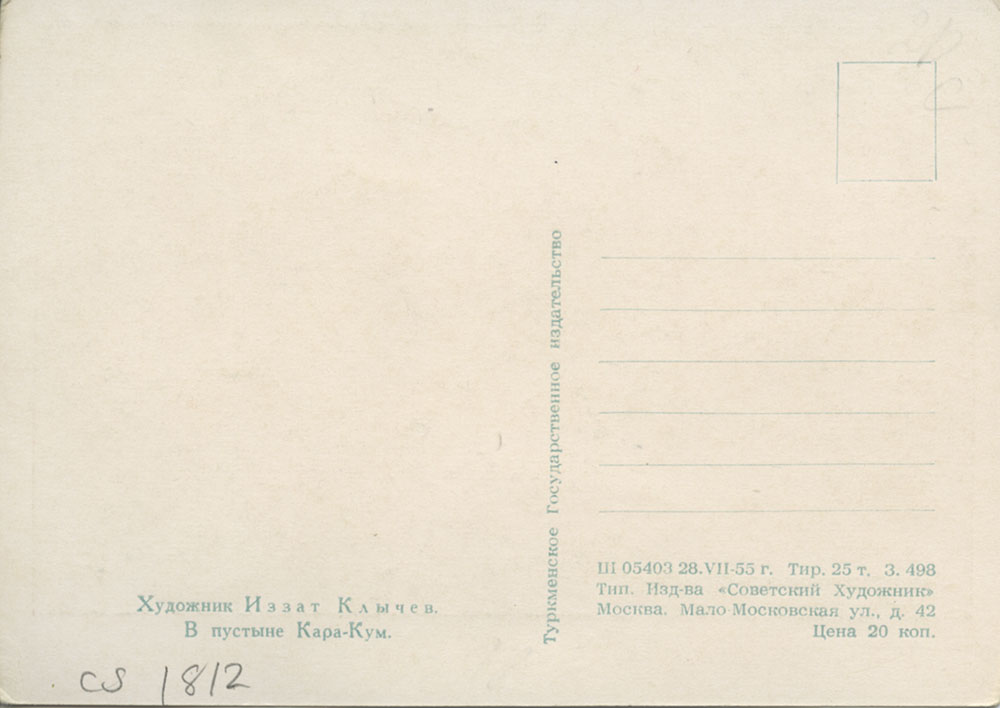 Художник Иззат Клычев.
В пустыне Кара-Кум.
cs 1812
Туркменское Государственное издательство
Ш 05403 28.VII-55 г. Тир. 25 т. З. 498
Тип. Изд-ва «Советский Художник»
Москва. Мало-Московская ул., д. 42
Цена 20 коп.